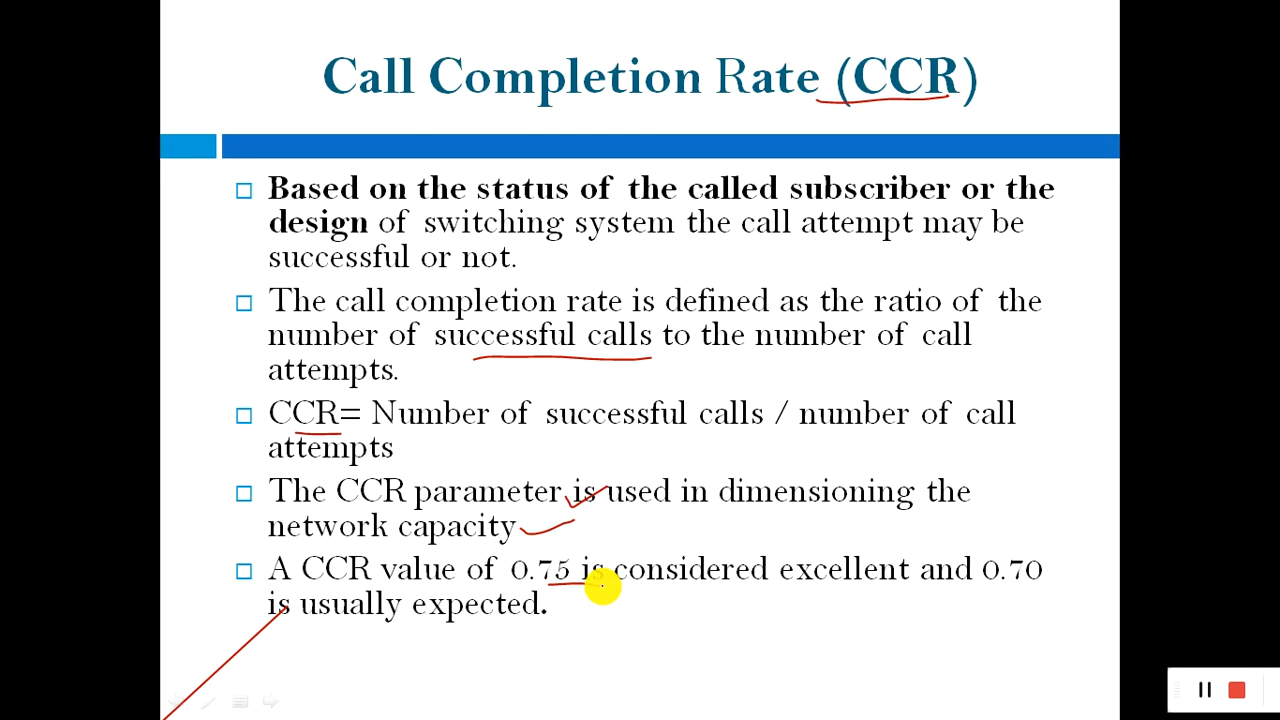 Call Completion Rate (CCR)
Based on the status of the called subscriber or the
design of switching system the call attempt may be
successful or not.
The call completion rate is defined as the ratio of the
number of successful calls to the number of call
attempts.
CCR= Number of successful calls / number of call
attempts
The CCR parameter is used in dimensioning the
network capacity
A CCR value of 0.75 is considered excellent and 0.70
is usually expected.